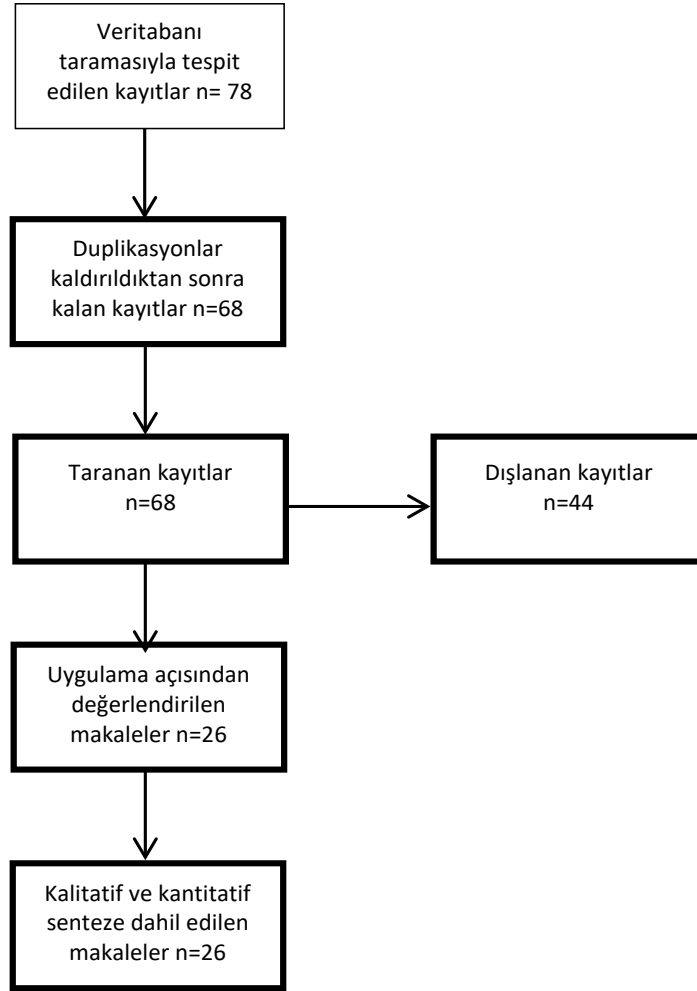 Veritabanı
taramasıyla tespit
edilen kayıtlar n= 78
Duplikasyonlar
kaldırıldıktan sonra
kalan kayıtlar n=68
Taranan kayıtlar
n=68
Dışlanan kayıtlar
n=44
Uygulama açısından
değerlendirilen
makaleler n=26
Kalitatif ve kantitatif
senteze dahil edilen
makaleler n=26